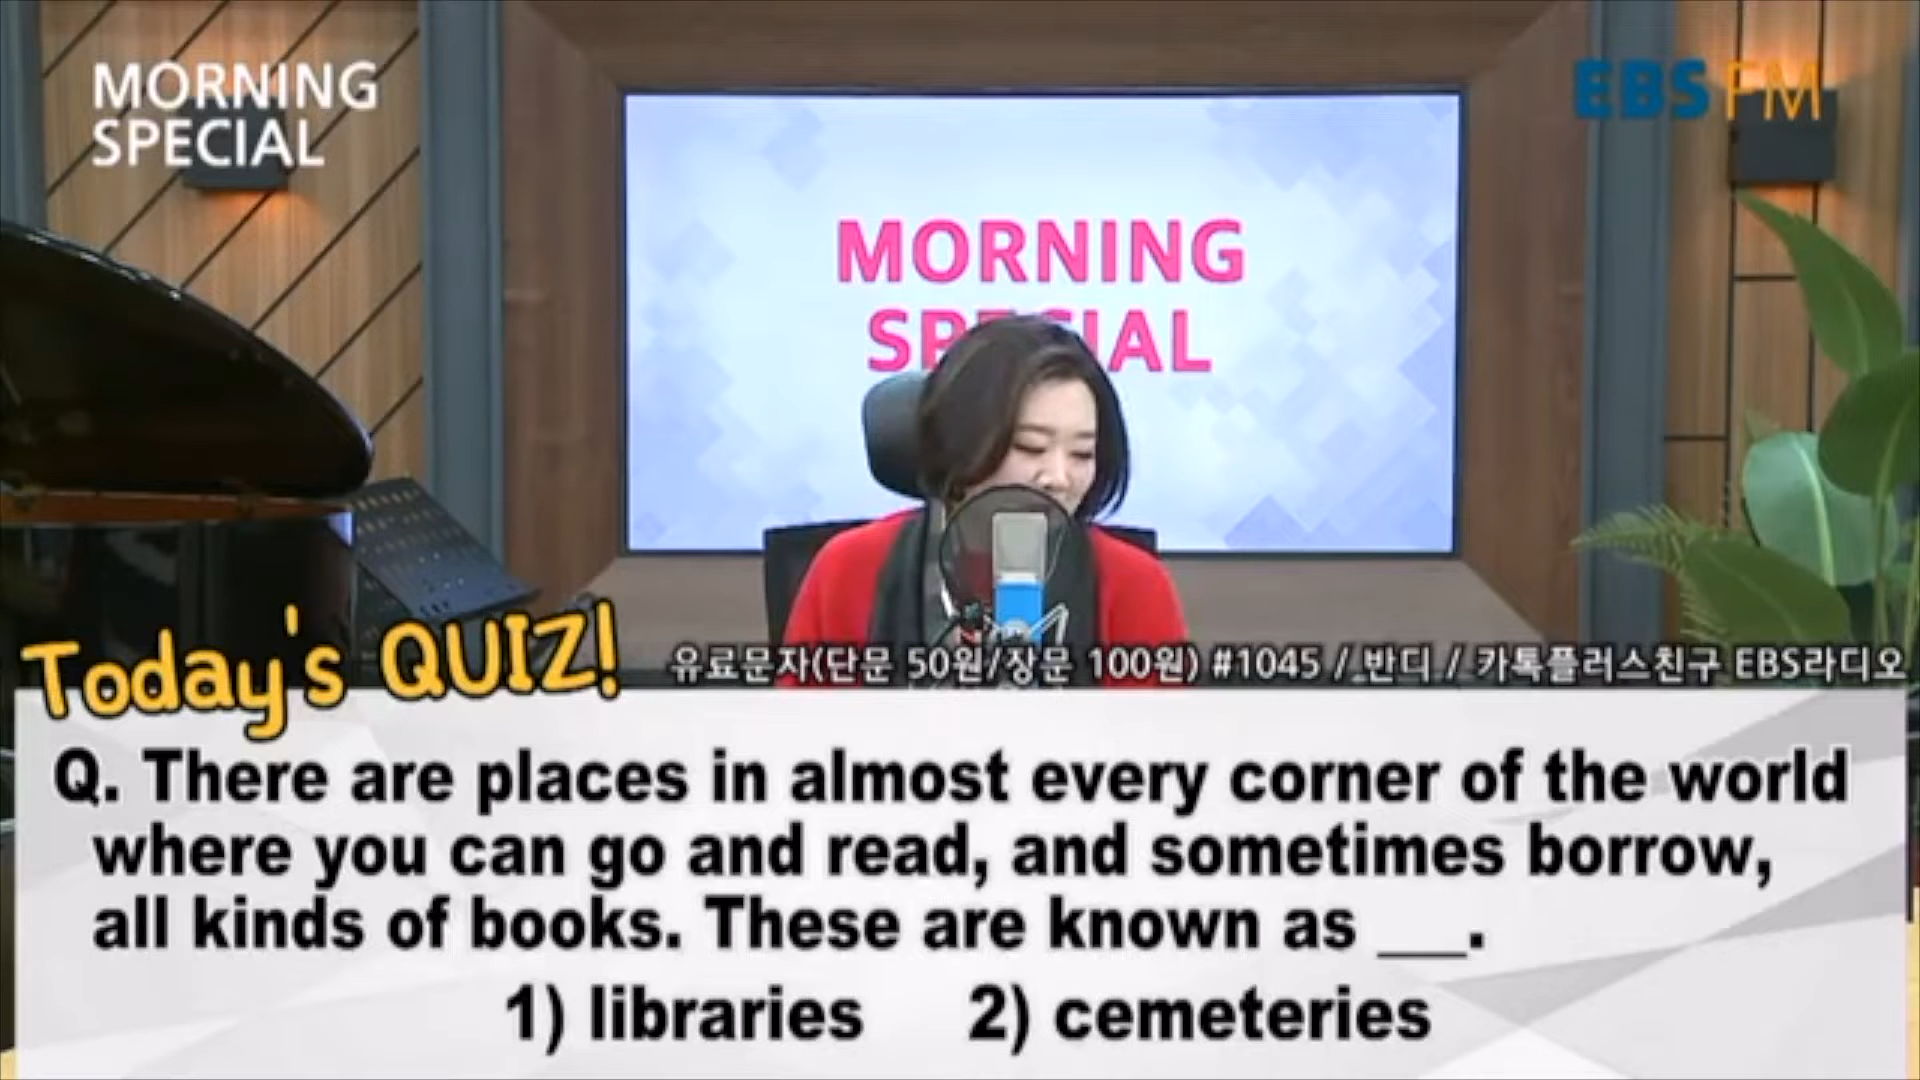 MORNING
SPECIAL
EBS FM
MORNING
SPECIAL
Today's QUIZ!
유료문자(단문 50원/장문 100원) #1045 / 반디 / 카톡플러스친구 EBS라디오
Q. There are places in almost every corner of the world
where you can go and read, and sometimes borrow,
all kinds of books. These are known as ___.
1) libraries 2) cemeteries